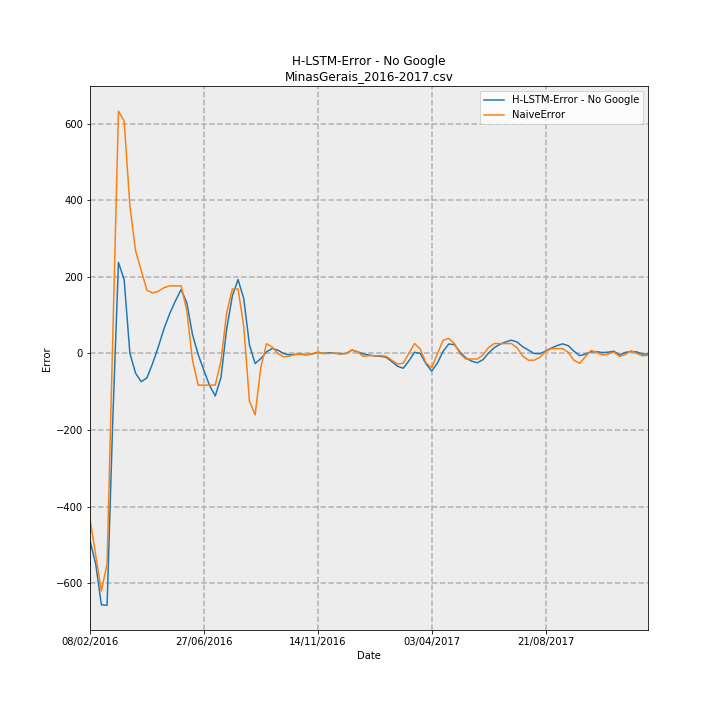 H-LSTM-Error - No Google
MinasGerais_2016-2017.csv
H-LSTM-Error - No Google
NaiveError
600
400
200
0
−200
−400
−600
Error
08/02/2016
27/06/2016
14/11/2016
03/04/2017
21/08/2017
Date